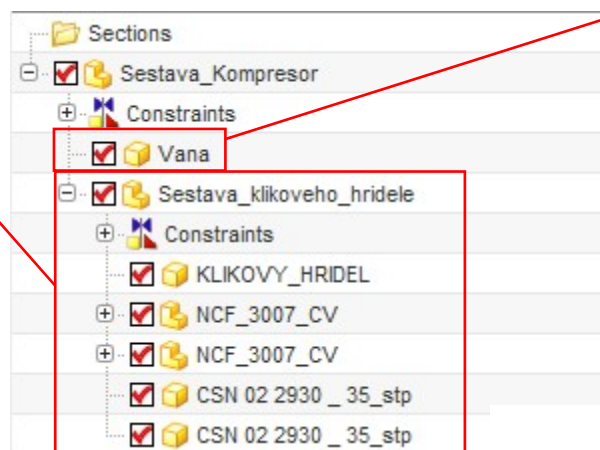 Sections
Sestava_Kompresor
Constraints
Vana
Sestava_klikoveho_hridele
Constraints
KLIKOVY_HRIDEL
NCF_3007_CV
NCF_3007_CV
CSN 02 2930 _ 35_stp
CSN 02 2930 _ 35_stp